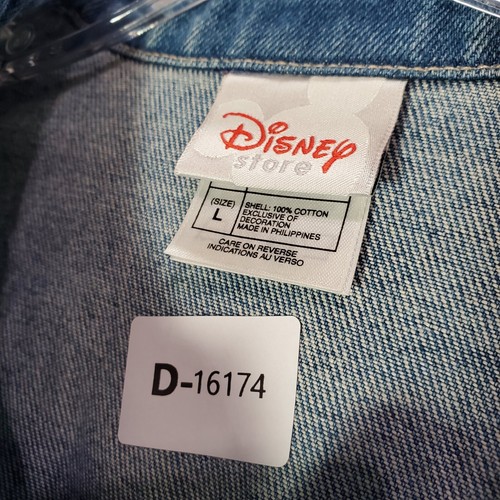 Disney
store
(SIZE)
L
SHELL: 100% COTTON
EXCLUSIVE OF
DECORATION
MADE IN PHILIPPINES
CARE ON REVERSE
INDICATIONS AU VERSO
D-16174